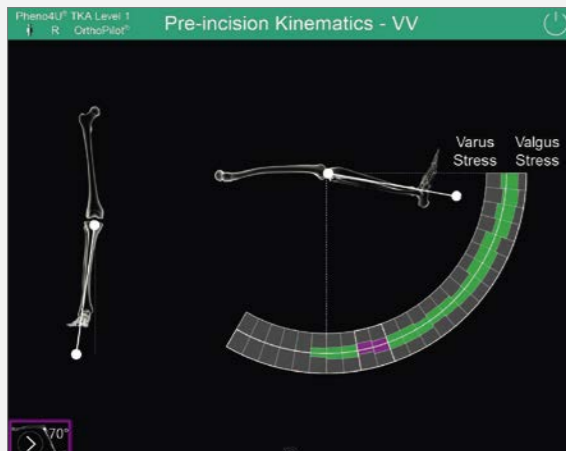 Pheno4U® TKA Level 1
R OrthoPilot®
Pre-incision Kinematics - VV
Varus Stress
Valgus Stress
70°